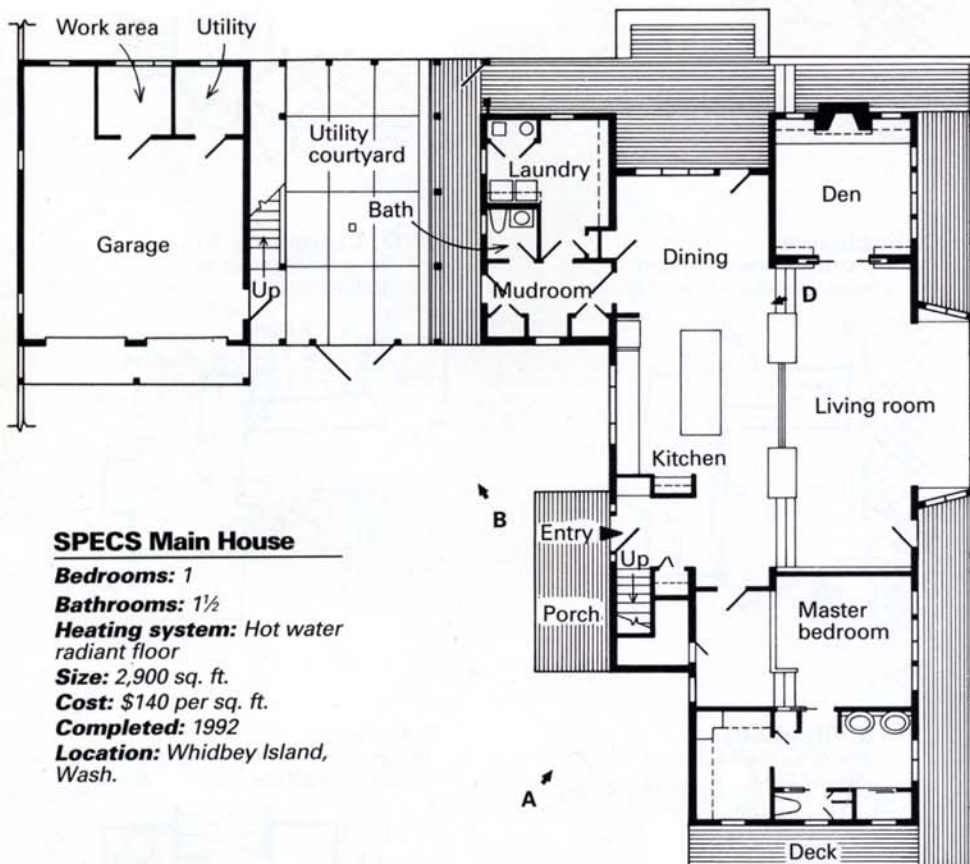 Work area
Utility
Utility
courtyard
Laundry
Bath
Den
Garage
Dining
Up
Mudroom
D
Living room
Kitchen
B
Entry
Up
Porch
Master
bedroom
A
Deck
SPECS Main House
Bedrooms: 1
Bathrooms: 1½
Heating system: Hot water
radiant floor
Size: 2,900 sq. ft.
Cost: $140 per sq. ft.
Completed: 1992
Location: Whidbey Island,
Wash.